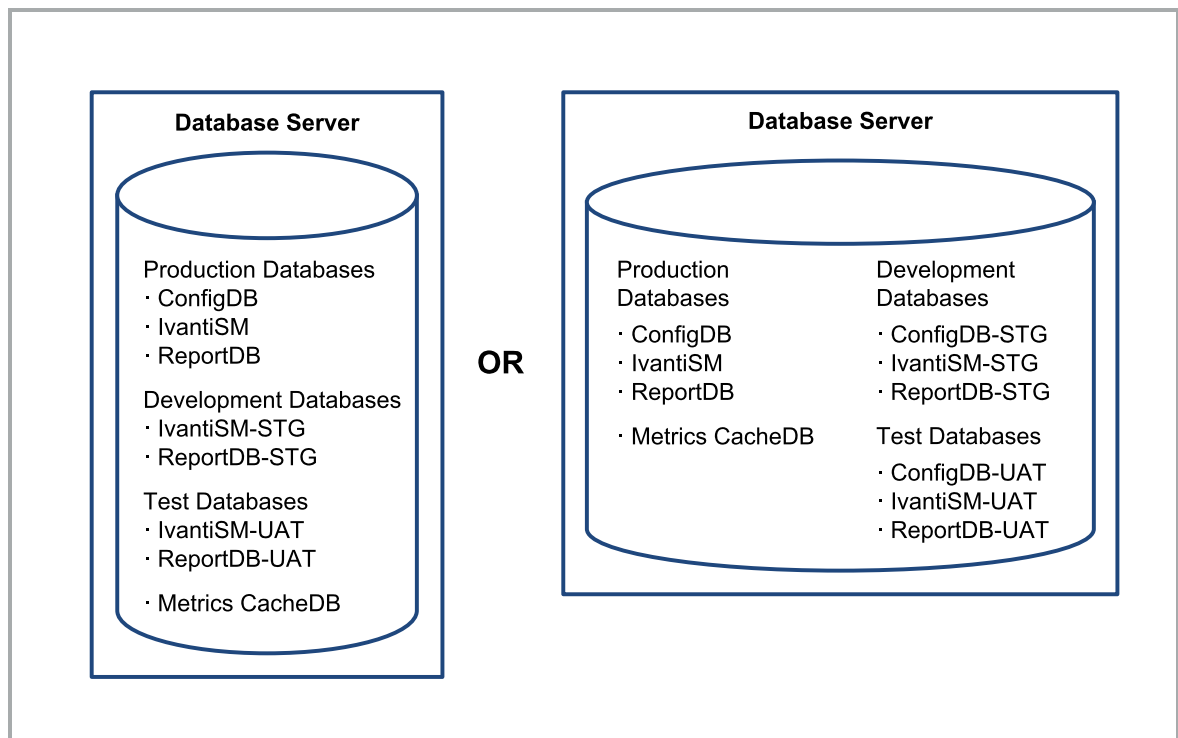 Database Server
Production Databases
· ConfigDB
· IvantiSM
· ReportDB
Development Databases
· IvantiSM-STG
· ReportDB-STG
Test Databases
· IvantiSM-UAT
· ReportDB-UAT
· Metrics CacheDB
OR
Database Server
Production
Databases
· ConfigDB
· IvantiSM
· ReportDB
· Metrics CacheDB
Development
Databases
· ConfigDB-STG
· IvantiSM-STG
· ReportDB-STG
Test Databases
· ConfigDB-UAT
· IvantiSM-UAT
· ReportDB-UAT